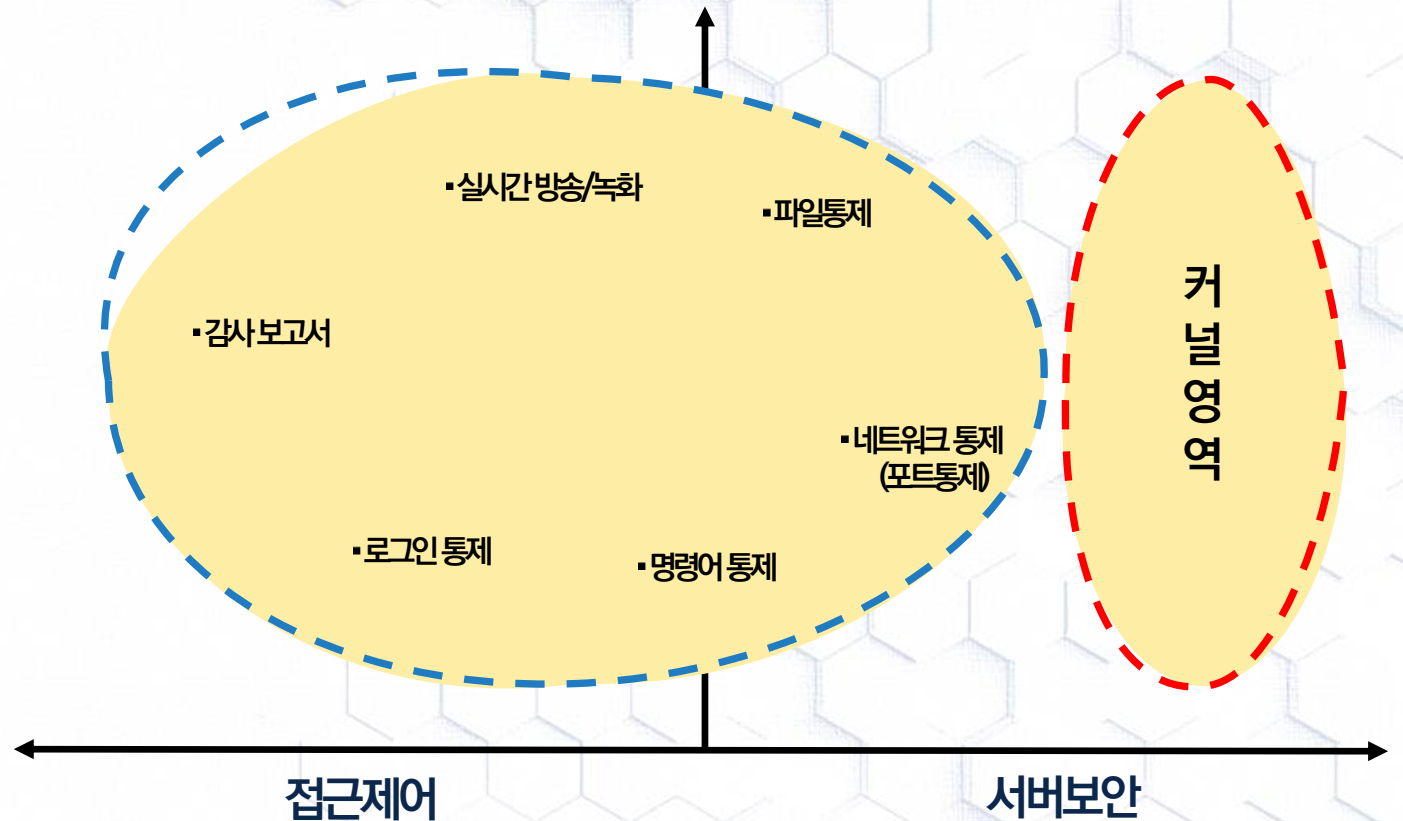 ▪실시간 방송/녹화
▪파일통제
▪감사 보고서
▪네트워크 통제
(포트통제)
▪로그인 통제
▪명령어 통제
커
널
영
역
접근제어
서버보안